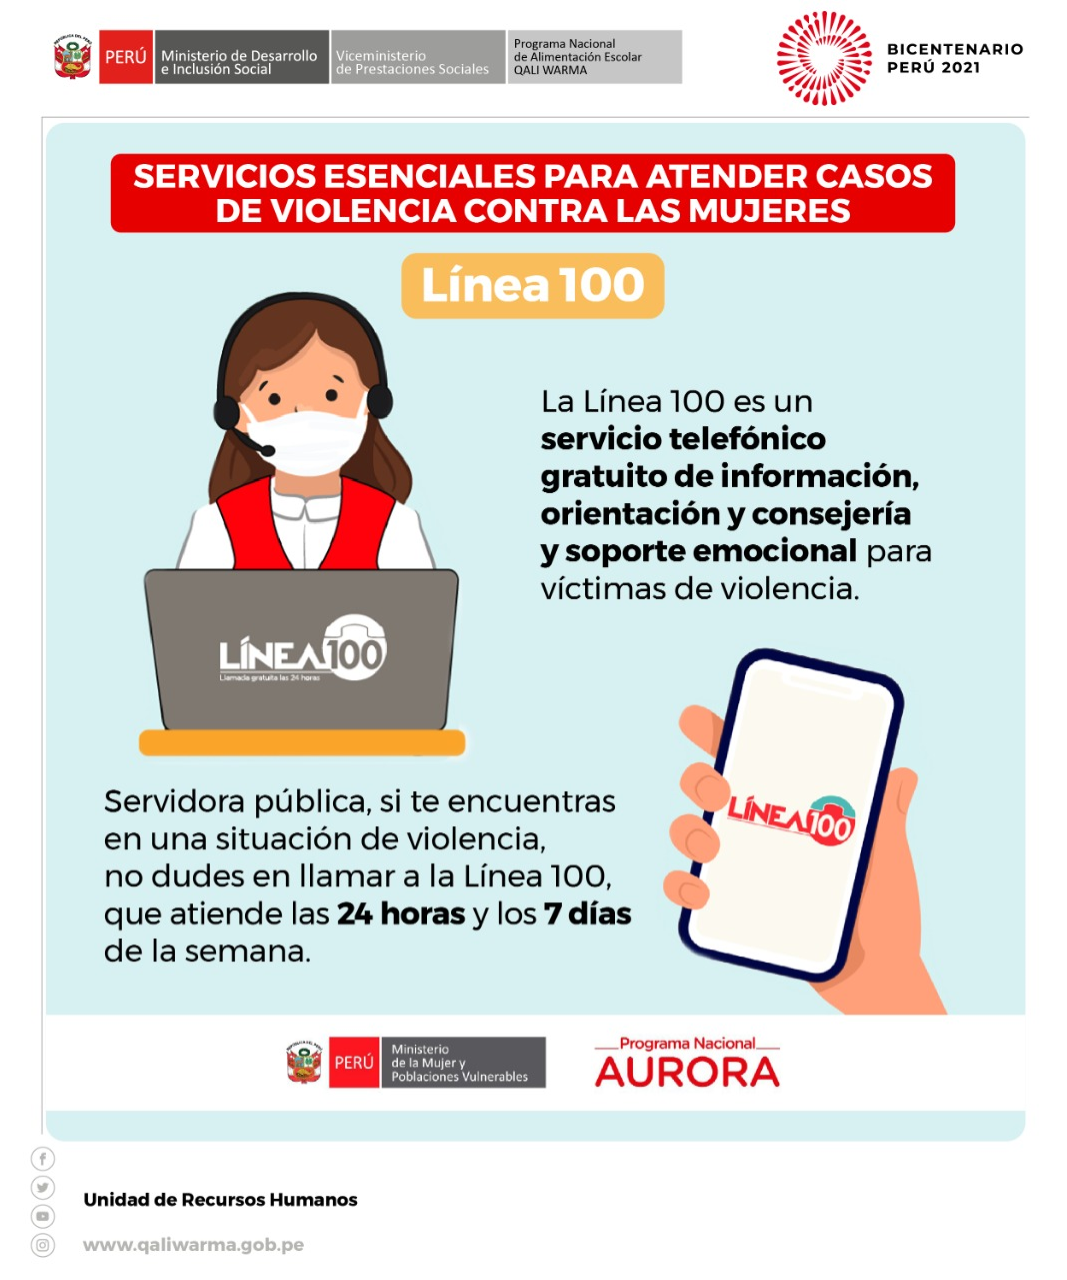 PERÚ
Ministerio de Desarrollo
e Inclusión Social
Viceministerio
de Prestaciones Sociales
Programa Nacional
de Alimentación Escolar
QALI WARMA
BICENTENARIO
PERÚ 2021
SERVICIOS ESENCIALES PARA ATENDER CASOS
DE VIOLENCIA CONTRA LAS MUJERES
Línea 100
La Línea 100 es un
servicio telefónico
gratuito de información,
orientación y consejería
y soporte emocional para
víctimas de violencia.
LÍNEA100
Llamada gratuita las 24 horas
LÍNEA100
Servidora pública, si te encuentras
en una situación de violencia,
no dudes en llamar a la Línea 100,
que atiende las 24 horas y los 7 días
de la semana.
PERÚ
Ministerio
de la Mujer y
Poblaciones Vulnerables
Programa Nacional
AURORA
Unidad de Recursos Humanos
www.qaliwarma.gob.pe